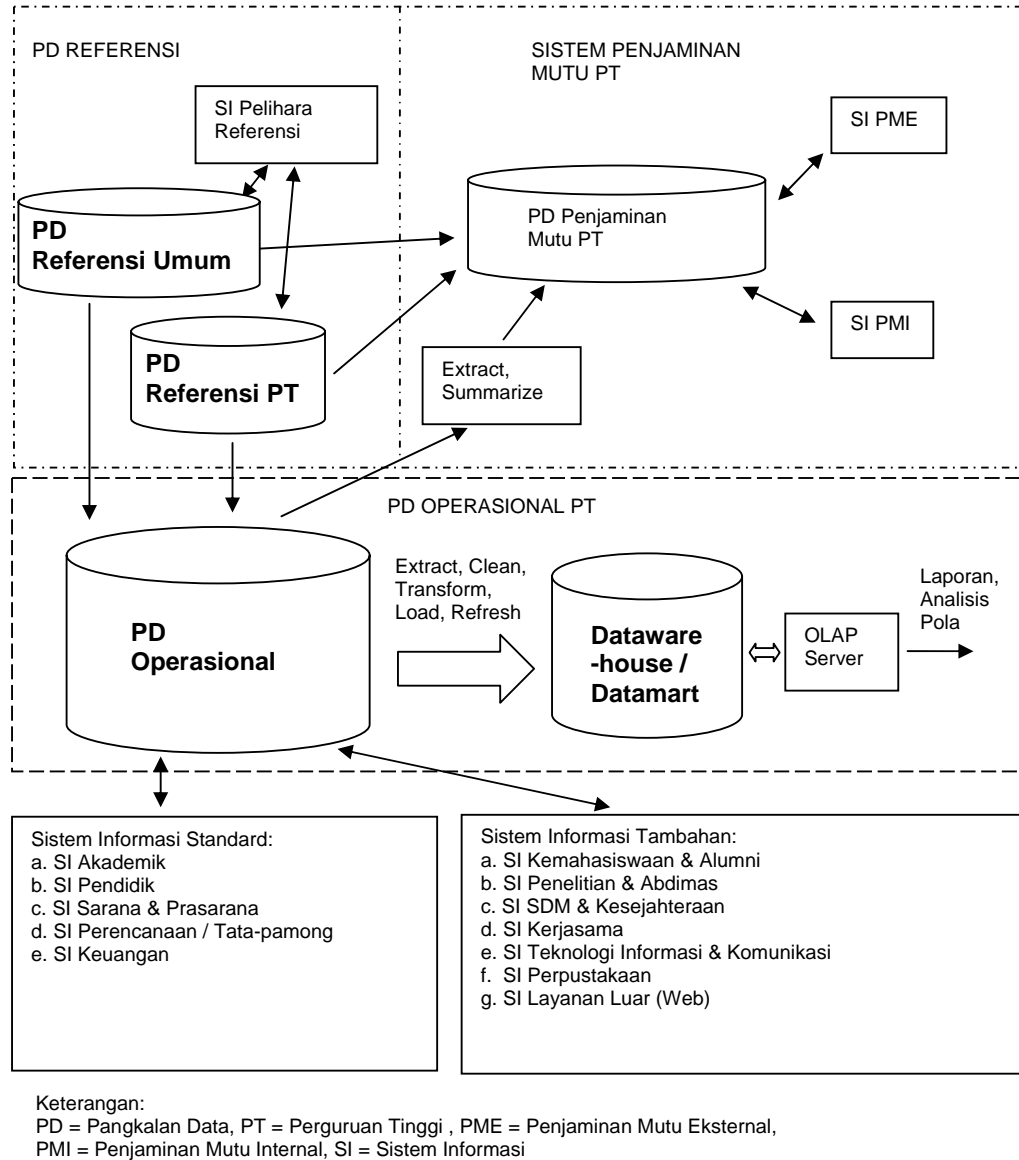 PD REFERENSI
SISTEM PENJAMINAN
MUTU PT
SI Pelihara
Referensi
SI PME
PD
Referensi Umum
PD Penjaminan
Mutu PT
SI PMI
PD
Referensi PT
Extract,
Summarize
PD OPERASIONAL PT
Extract, Clean,
Transform,
Load, Refresh
Laporan,
Analisis
Pola
PD
Operasional
Dataware
-house /
Datamart
OLAP
Server
Sistem Informasi Standard:
a. SI Akademik
b. SI Pendidik
c. SI Sarana & Prasarana
d. SI Perencanaan / Tata-pamong
e. SI Keuangan
Sistem Informasi Tambahan:
a. SI Kemahasiswaan & Alumni
b. SI Penelitian & Abdimas
c. SI SDM & Kesejahteraan
d. SI Kerjasama
e. SI Teknologi Informasi & Komunikasi
f. SI Perpustakaan
g. SI Layanan Luar (Web)
Keterangan:
PD = Pangkalan Data, PT = Perguruan Tinggi , PME = Penjaminan Mutu Eksternal,
PMI = Penjaminan Mutu Internal, SI = Sistem Informasi